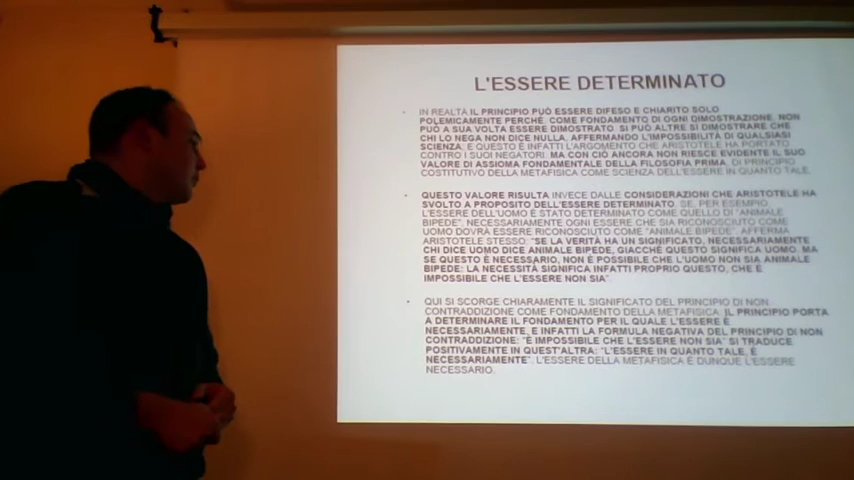 L'ESSERE DETERMINATO
IN REALTÀ IL PRINCIPIO PUÒ ESSERE DIFESO E CHIARITO SOLO
POLEMICAMENTE PERCHÈ, COME FONDAMENTO DI OGNI DIMOSTRAZIONE, NON
PUÒ A SUA VOLTA ESSERE DIMOSTRATO. SI PUÒ ALTRE SÌ DIMOSTRARE CHE
CHI LO NEGA NON DICE NULLA, AFFERMANDO L'IMPOSSIBILITÀ DI QUALSIASI
SCIENZA. E QUESTO È INFATTI L'ARGOMENTO CHE ARISTOTELE HA PORTATO
CONTRO I SUOI NEGATORI. MA CON CIÒ ANCORA NON RIESCE EVIDENTE IL SUO
VALORE DI ASSIOMA FONDAMENTALE DELLA FILOSOFIA PRIMA, DI PRINCIPIO
COSTITUTIVO DELLA METAFISICA COME SCIENZA DELL'ESSERE IN QUANTO TALE.
QUESTO VALORE RISULTA INVECE DALLE CONSIDERAZIONI CHE ARISTOTELE HA
SVOLTO A PROPOSITO DELL'ESSERE DETERMINATO. SE, PER ESEMPIO,
L'ESSERE DELL'UOMO È STATO DETERMINATO COME QUELLO DI "ANIMALE
BIPEDE", NECESSARIAMENTE OGNI ESSERE CHE SIA RICONOSCIUTO COME
UOMO DOVRÀ ESSERE RICONOSCIUTO COME "ANIMALE BIPEDE". AFFERMA
ARISTOTELE STESSO: "SE LA VERITÀ HA UN SIGNIFICATO, NECESSARIAMENTE
CHI DICE UOMO DICE ANIMALE BIPEDE, GIACCHÈ QUESTO SIGNIFICA UOMO. MA
SE QUESTO È NECESSARIO, NON È POSSIBILE CHE L'UOMO NON SIA ANIMALE
BIPEDE: LA NECESSITÀ SIGNIFICA INFATTI PROPRIO QUESTO, CHE È
IMPOSSIBILE CHE L'ESSERE NON SIA".
QUI SI SCORGE CHIARAMENTE IL SIGNIFICATO DEL PRINCIPIO DI NON
CONTRADDIZIONE COME FONDAMENTO DELLA METAFISICA. IL PRINCIPIO PORTA
A DETERMINARE IL FONDAMENTO PER IL QUALE L'ESSERE È
NECESSARIAMENTE. E INFATTI LA FORMULA NEGATIVA DEL PRINCIPIO DI NON
CONTRADDIZIONE: "È IMPOSSIBILE CHE L'ESSERE NON SIA" SI TRADUCE
POSITIVAMENTE IN QUEST'ALTRA: "L'ESSERE IN QUANTO TALE, È
NECESSARIAMENTE". L'ESSERE DELLA METAFISICA È DUNQUE L'ESSERE
NECESSARIO.